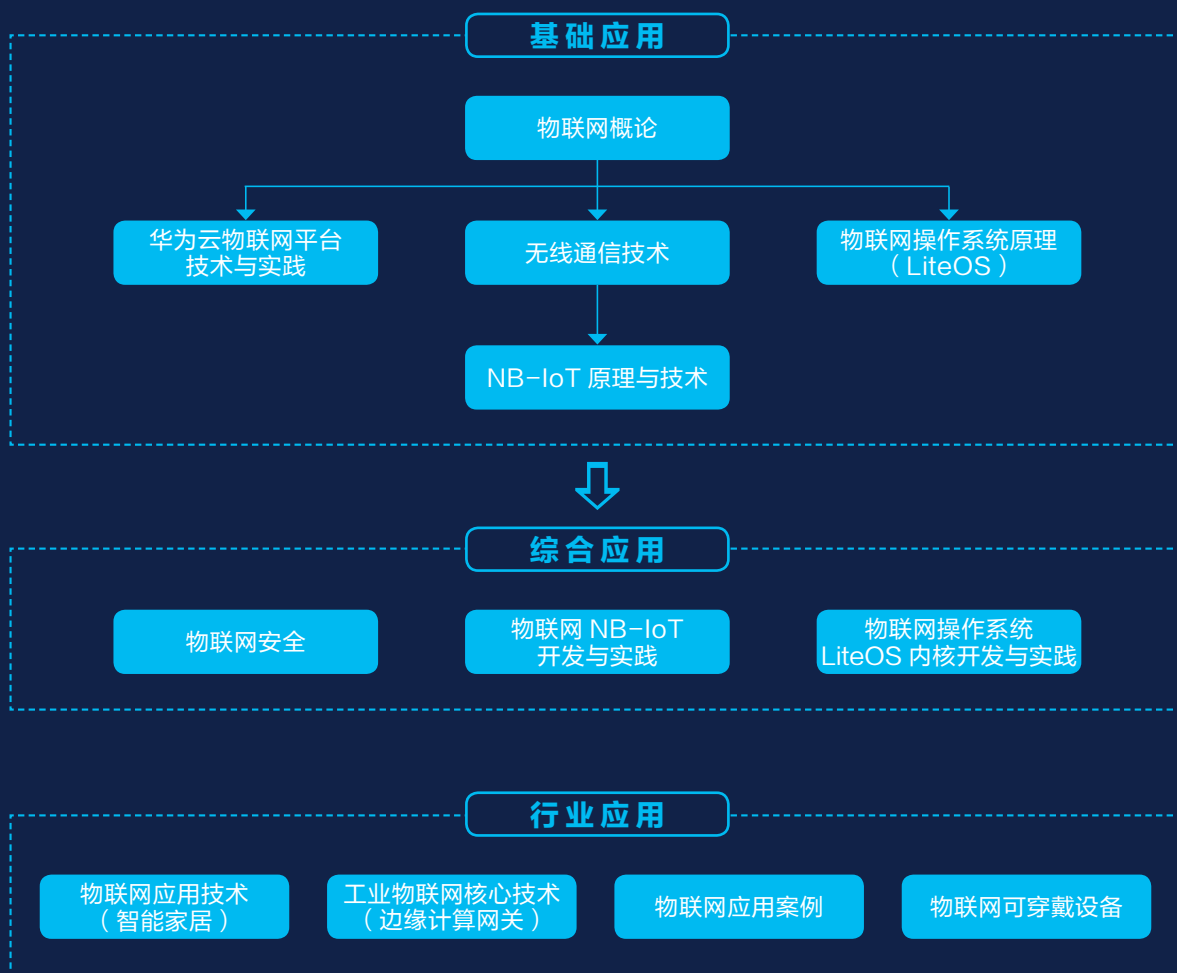 基础应用
物联网概论
华为云物联网平台
技术与实践
无线通信技术
物联网操作系统原理
（LiteOS）
NB-IoT 原理与技术
综合应用
物联网安全
物联网 NB-IoT
开发与实践
物联网操作系统
LiteOS 内核开发与实践
行业应用
物联网应用技术
（智能家居）
工业物联网核心技术
（边缘计算网关）
物联网应用案例
物联网可穿戴设备